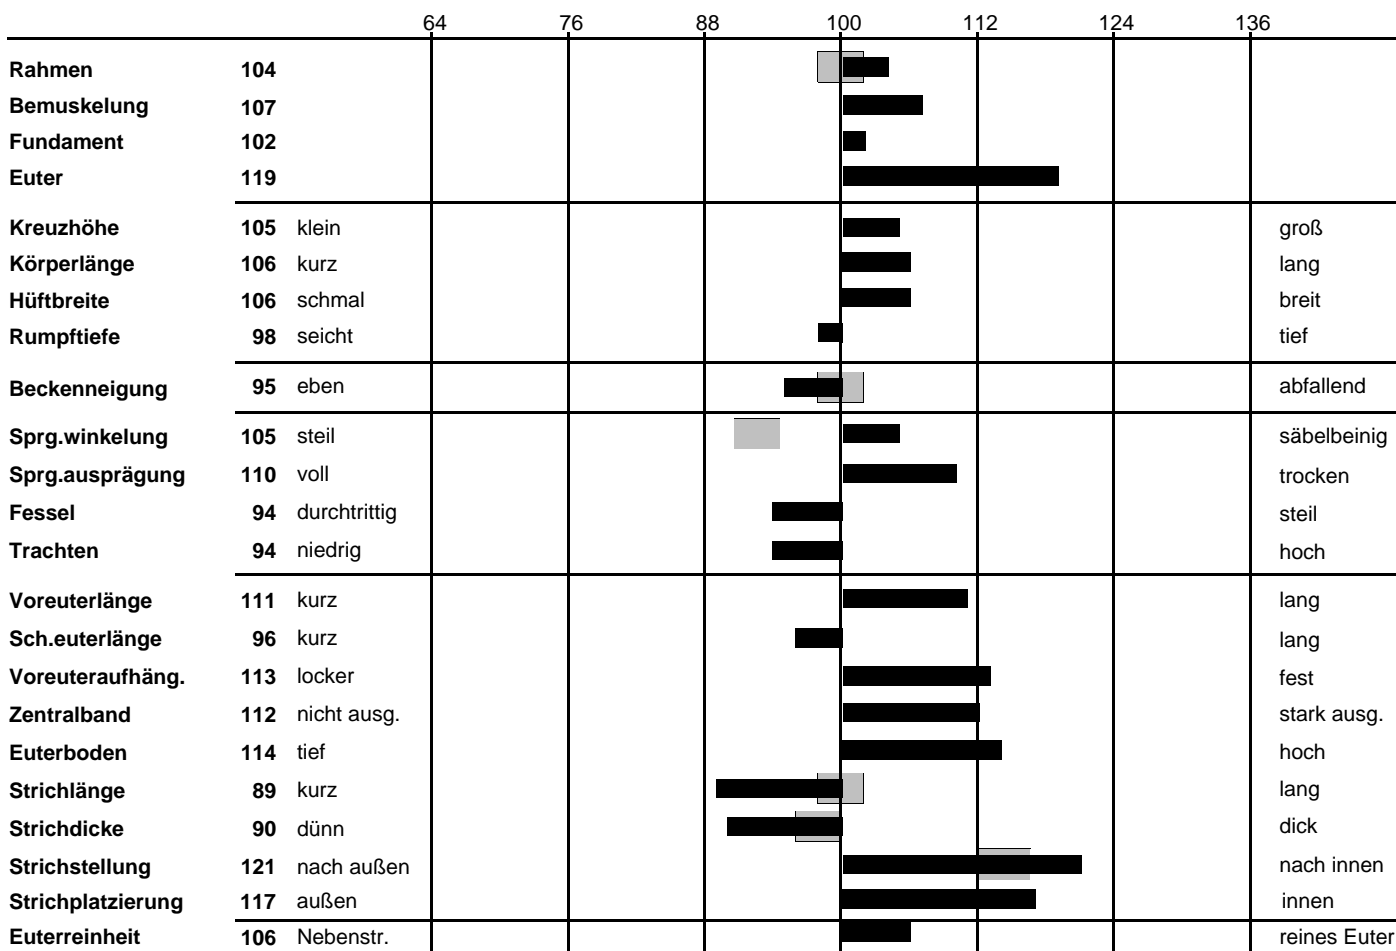 64 76 88 100 112 124 136
Rahmen 104
Bemuskelung 107
Fundament 102
Euter 119
Kreuzhöhe 105 klein groß
Körperlänge 106 kurz lang
Hüftbreite 106 schmal breit
Rumpftiefe 98 seicht tief
Beckenneigung 95 eben abfallend
Sprg.winkelung 105 steil säbelbeinig
Sprg.ausprägung 110 voll trocken
Fessel 94 durchtrittig steil
Trachten 94 niedrig hoch
Voreuterlänge 111 kurz lang
Sch.euterlänge 96 kurz lang
Voreuteraufhäng. 113 locker fest
Zentralband 112 nicht ausg. stark ausg.
Euterboden 114 tief hoch
Strichlänge 89 kurz lang
Strichdicke 90 dünn dick
Strichstellung 121 nach außen nach innen
Strichplatzierung 117 außen innen
Euterreinheit 106 Nebenstr. reines Euter